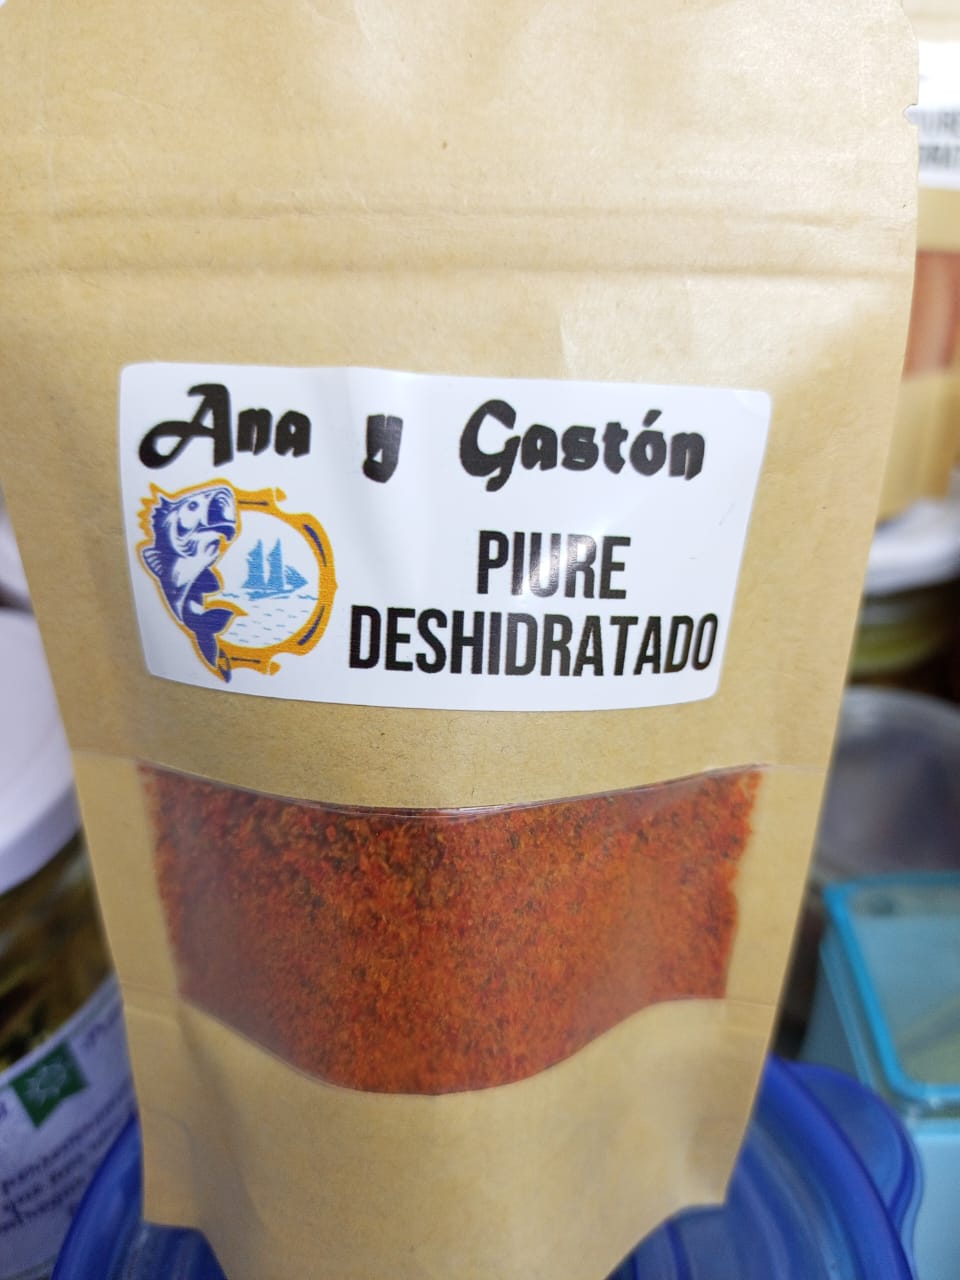 Ana y Gastón
PIURE
DESHIDRATADO